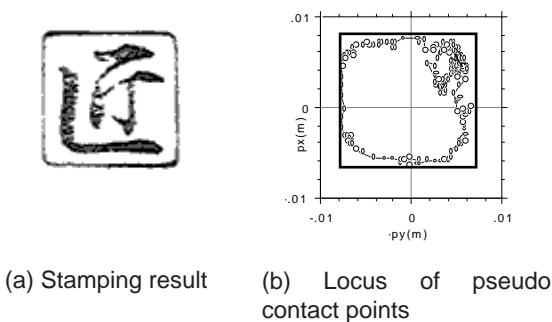 匠
.01
0
-.01
px(m)
-.01 0 .01
-py(m)
(a) Stamping result
(b) Locus of pseudo
contact points